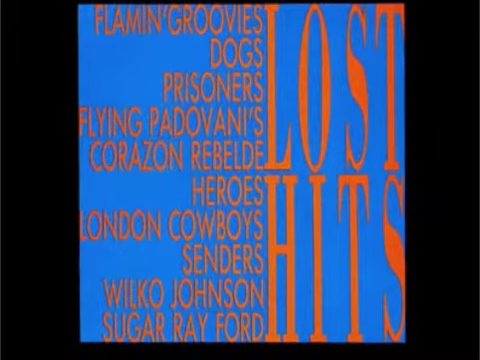 FLAMIN'GROOVIES
DOGS
PRISONERS
FLYING PADOVANI'S
CORAZON REBELDE
HEROES
LONDON COWBOYS
SENDERS
WILKO JOHNSON
SUGAR RAY FORD
LOST
HITS